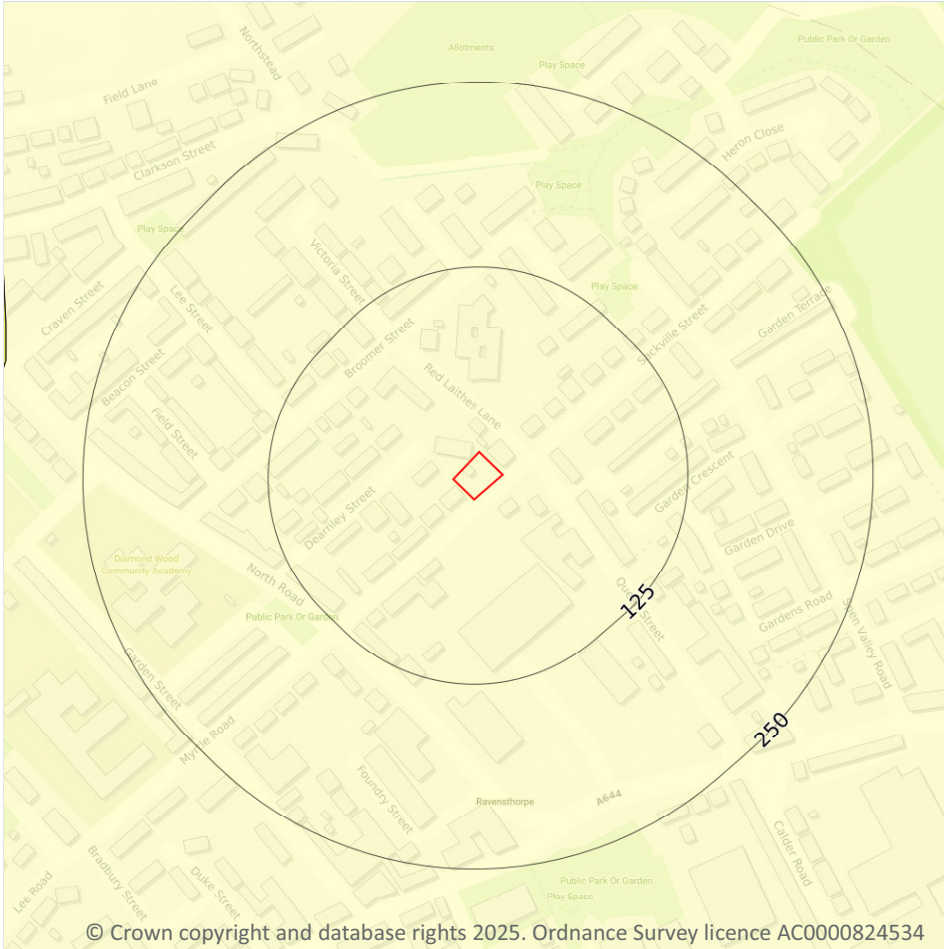 Northstead
Allotments
Public Park Or Garden
Play Space
Field Lane
Clarkson Street
Heron Close
Play Space
Play Space
Victoria Street
Play Space
Craven Street
Lee Street
Garden Terrace
Sackville Street
Broomer Street
Beacon Street
Red Laithes Lane
Field Street
Garden Crescent
Dearnley Street
Garden Drive
Diamond Wood
Community Academy
North Road
125
Public Park Or Garden
Gardens Road
Spen Valley Road
Garden Street
250
Myrtle Road
Foundry Street
A644
Ravensthorpe
Calder Road
Lee Road
Bradbury Street
Duke Street
Public Park Or Garden
Play Space
© Crown copyright and database rights 2025. Ordnance Survey licence AC0000824534